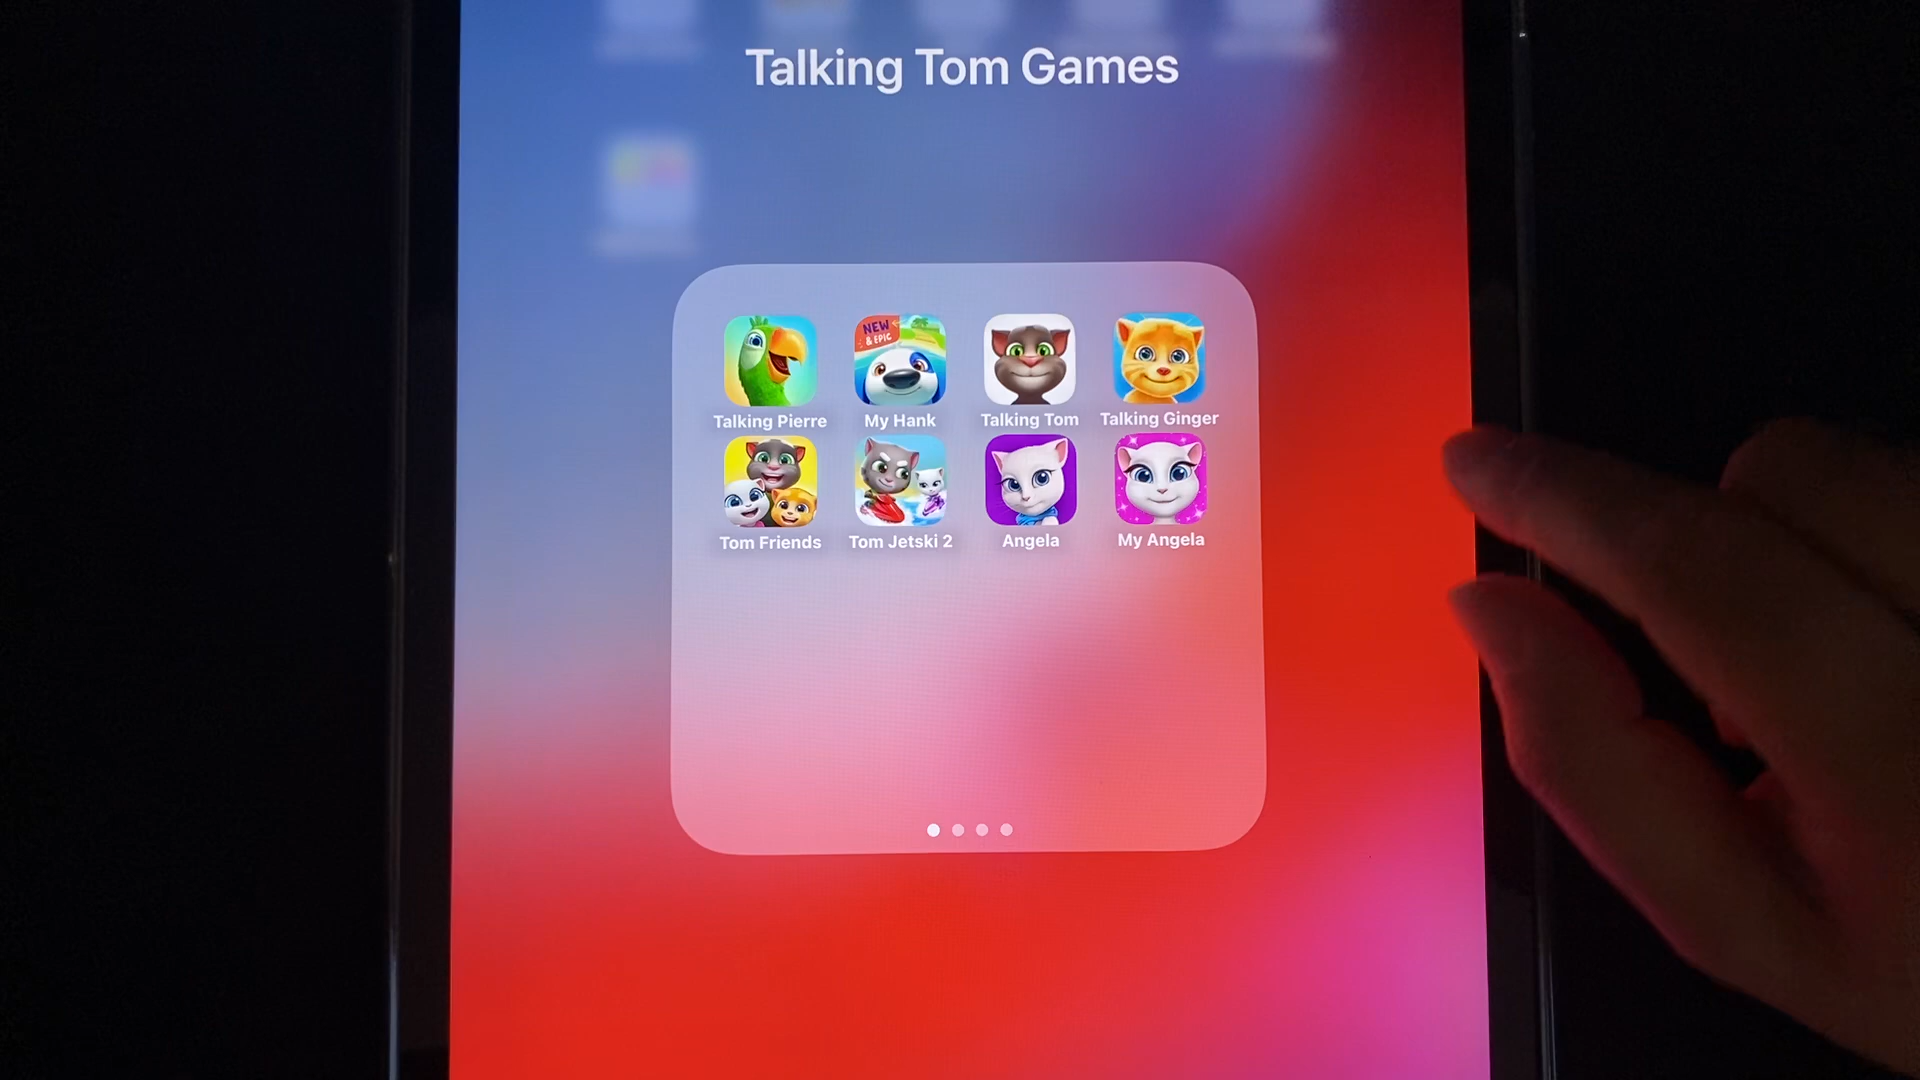 Talking Tom Games
NEW
& EPIC
Talking Pierre
My Hank
Talking Tom
Talking Ginger
Tom Friends
Tom Jetski 2
Angela
My Angela